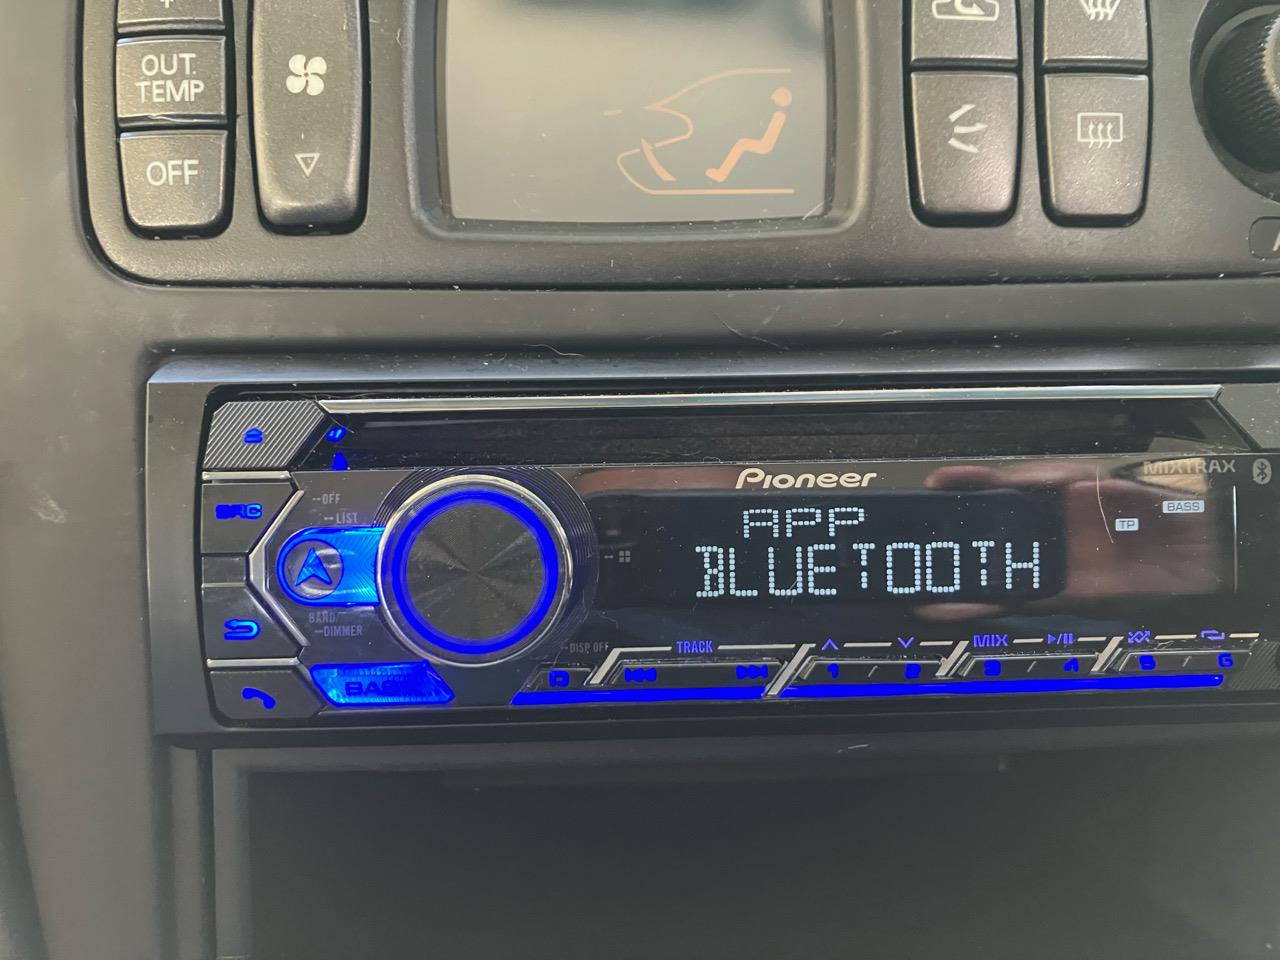 OUT.
TEMP
OFF
Pioneer
MIXTRAX
OFF
LIST
SRC
APP
BLUETOOTH
BASS
TP
BAND/
DIMMER
DISP OFF
TRACK
MIX
BASS
D
1
2
3
4
5
6